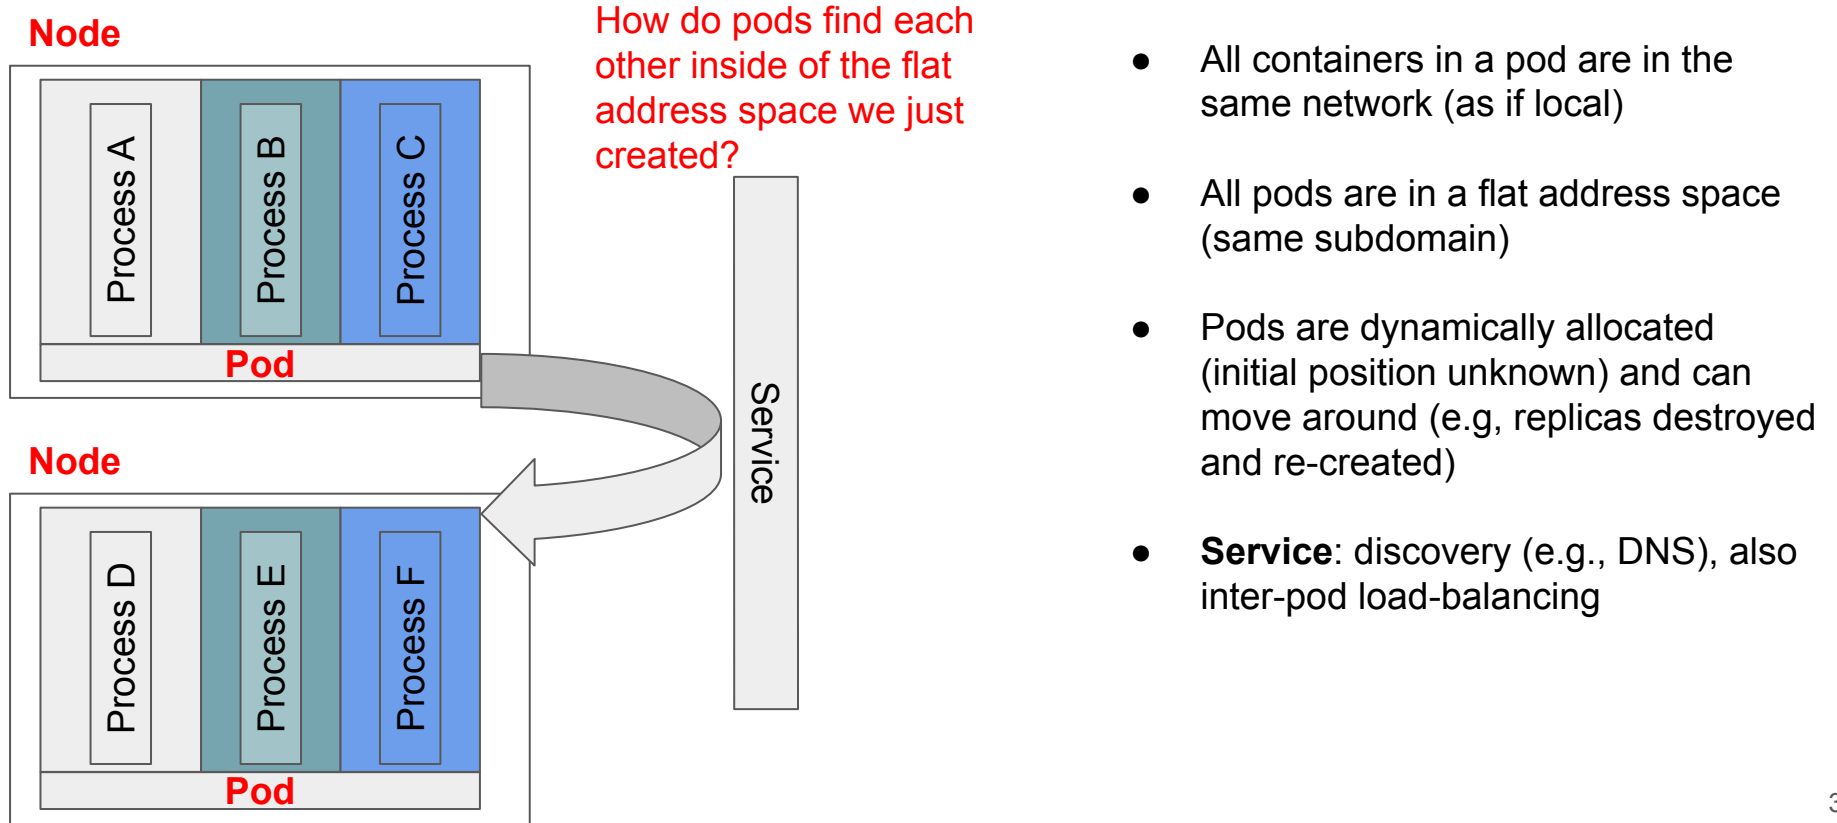 Node
Process A
Process B
Process C
Pod
Node
Process D
Process E
Process F
Pod
How do pods find each
other inside of the flat
address space we just
created?
Service
● All containers in a pod are in the
same network (as if local)
● All pods are in a flat address space
(same subdomain)
● Pods are dynamically allocated
(initial position unknown) and can
move around (e.g, replicas destroyed
and re-created)
● Service: discovery (e.g., DNS), also
inter-pod load-balancing